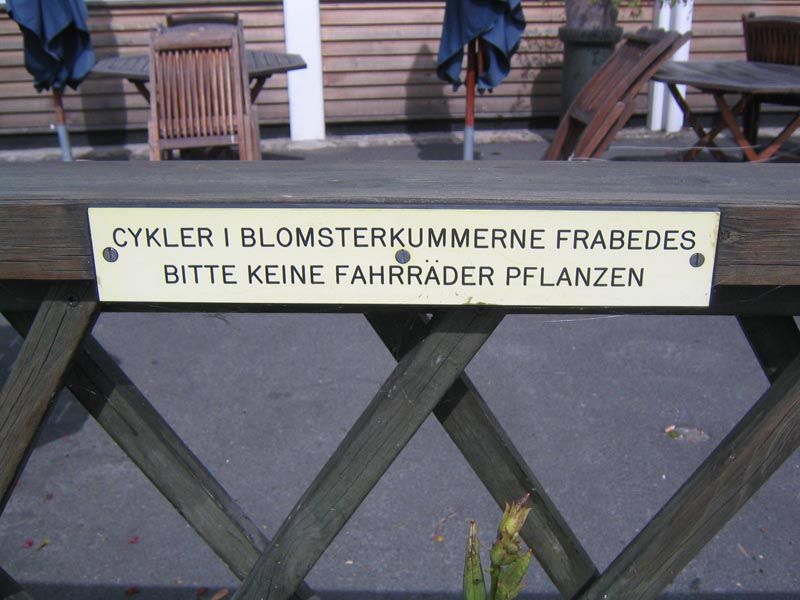 CYKLER I BLOMSTERKUMMERNE FRABEDES
BITTE KEINE FAHRRÄDER PFLANZEN